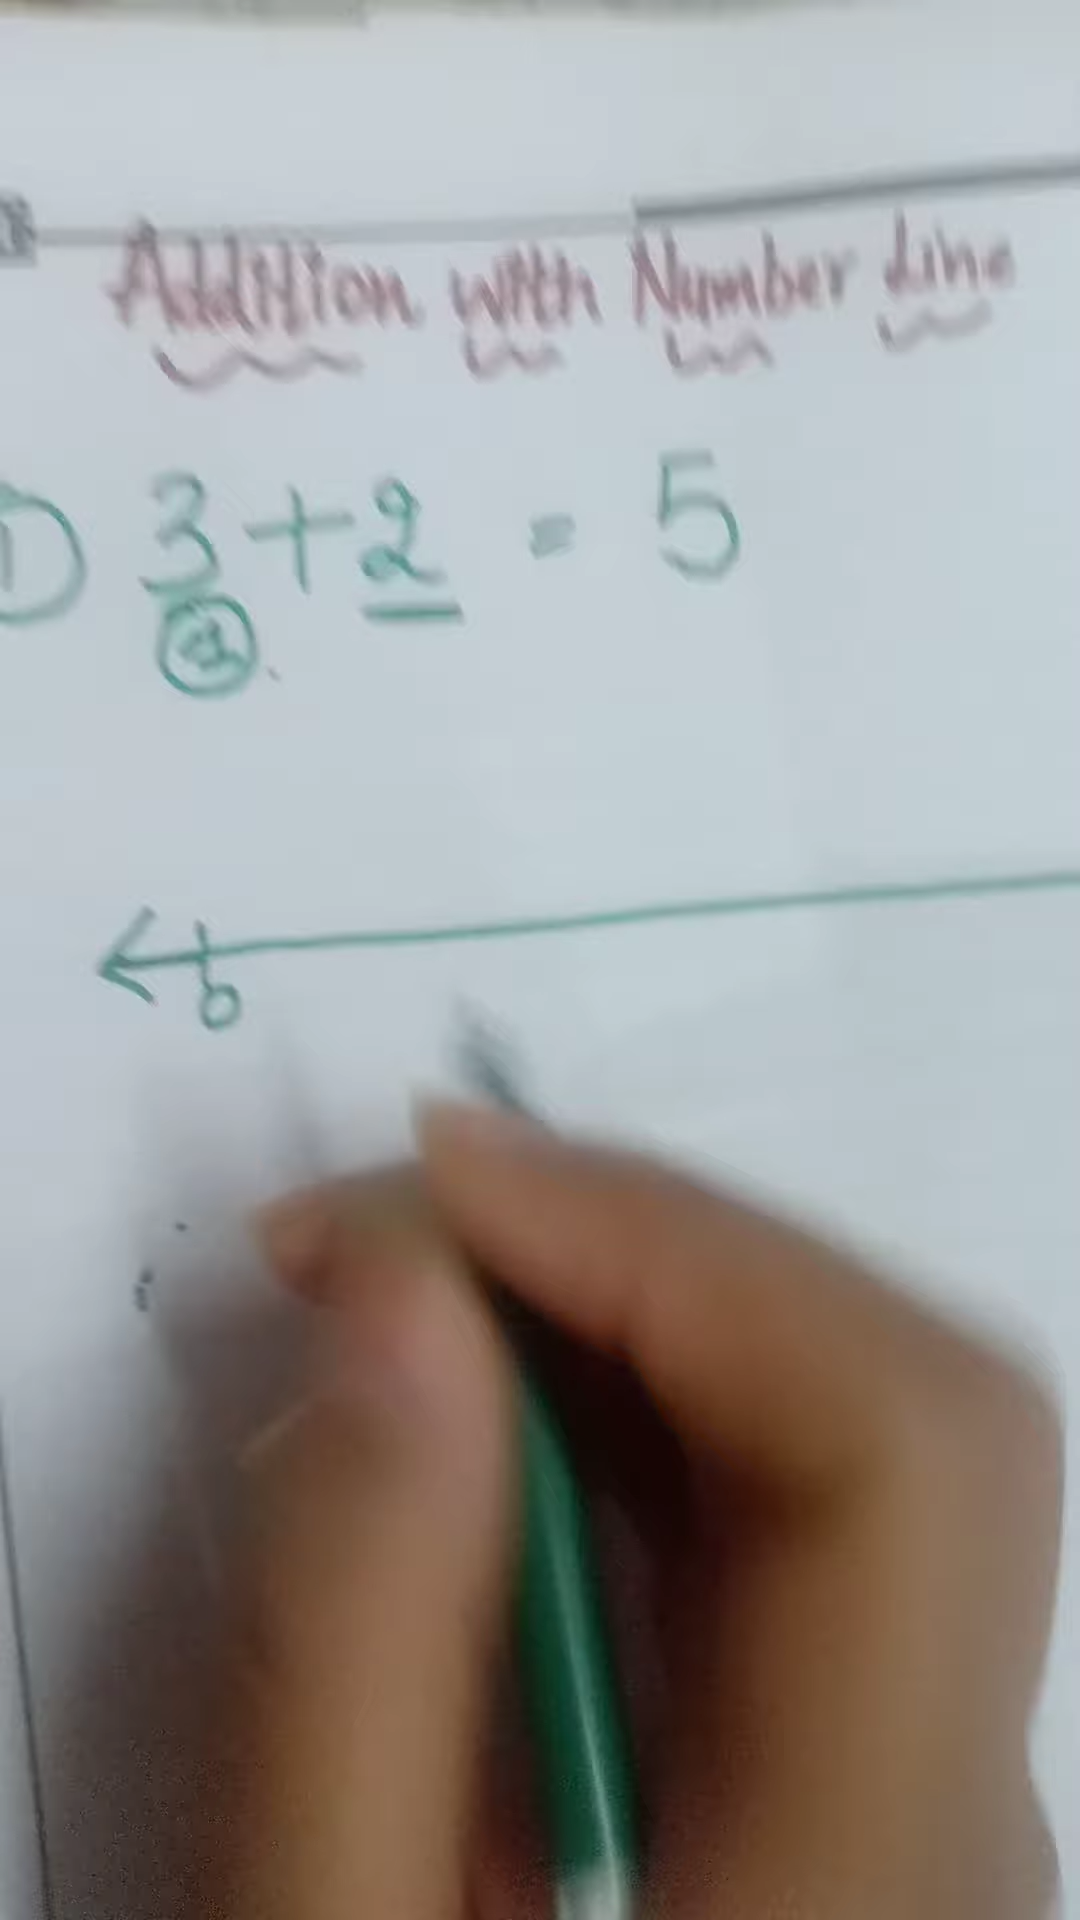 Addition with Number Line
① 3 + 2 = 5
0